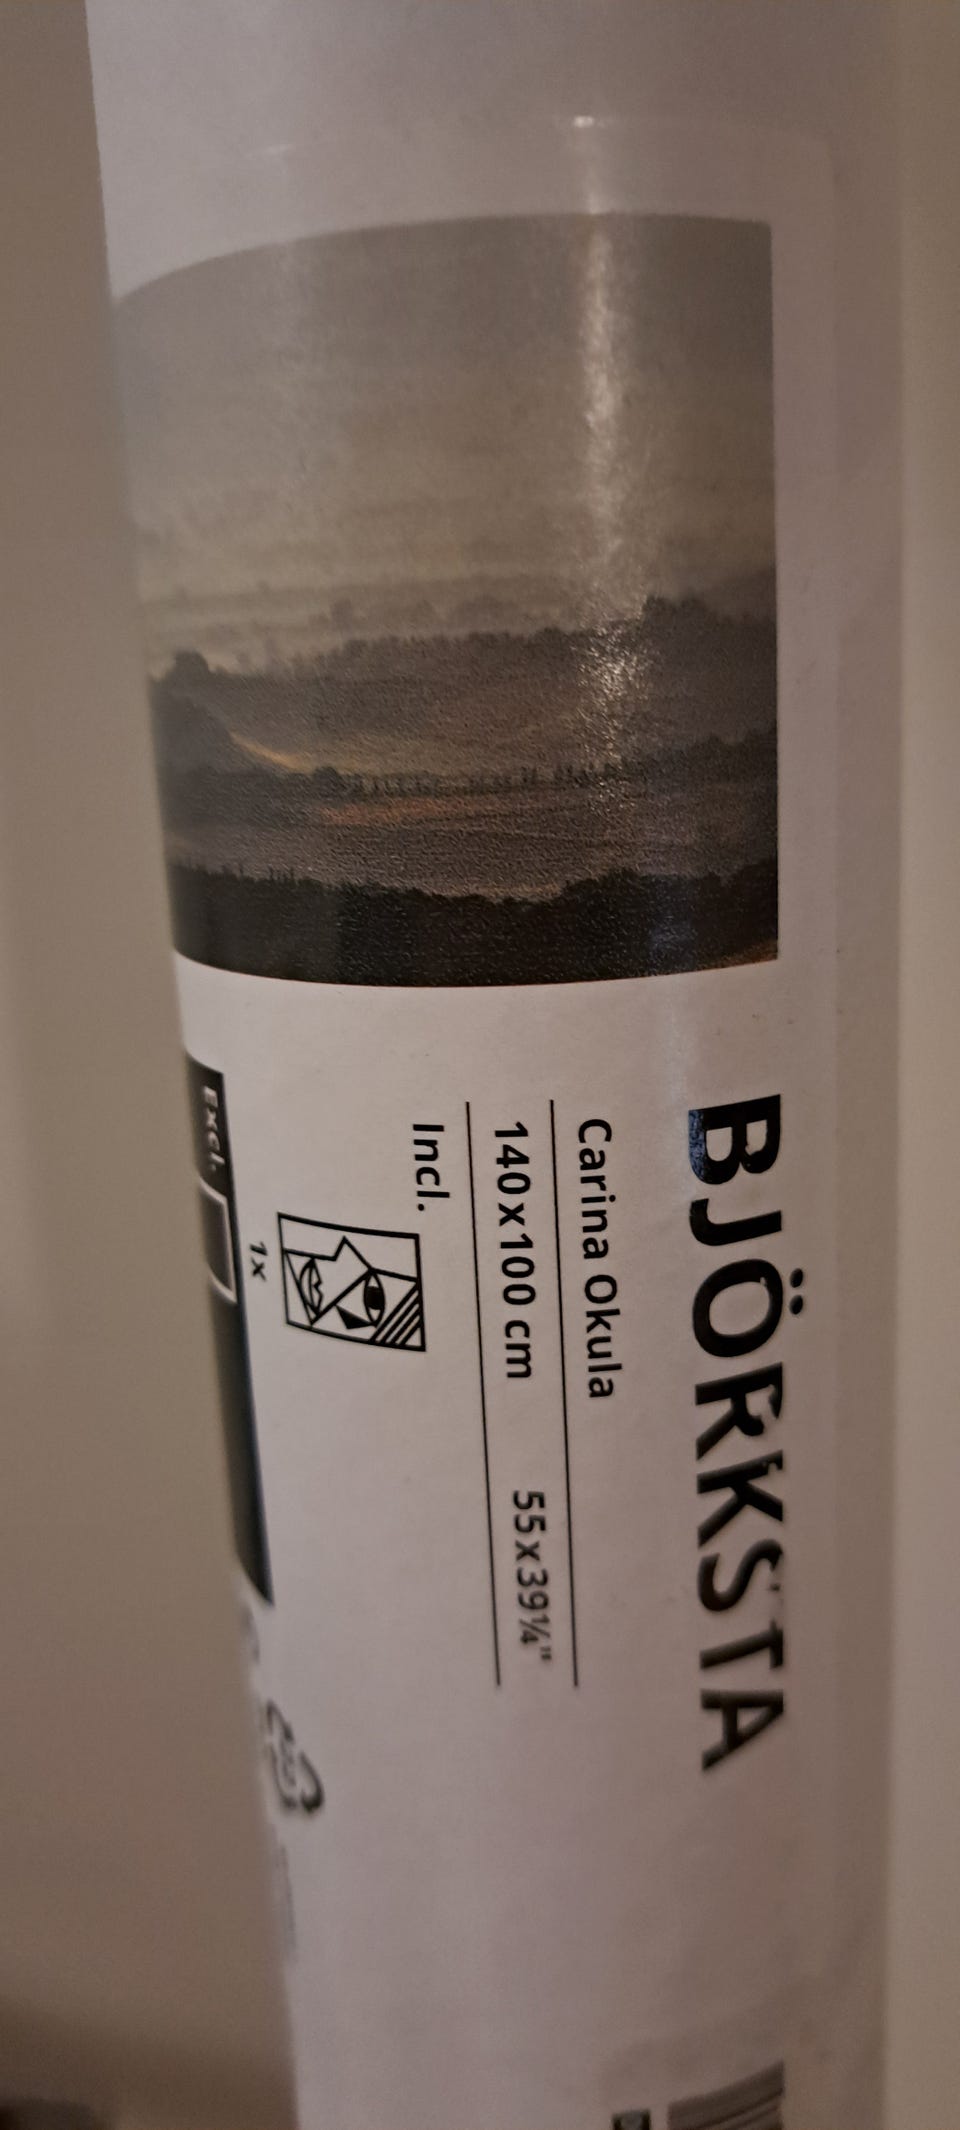 BJÖRKSTA
Carina Okula
140x100 cm 55x39¼"
Incl.
1x
Excl.